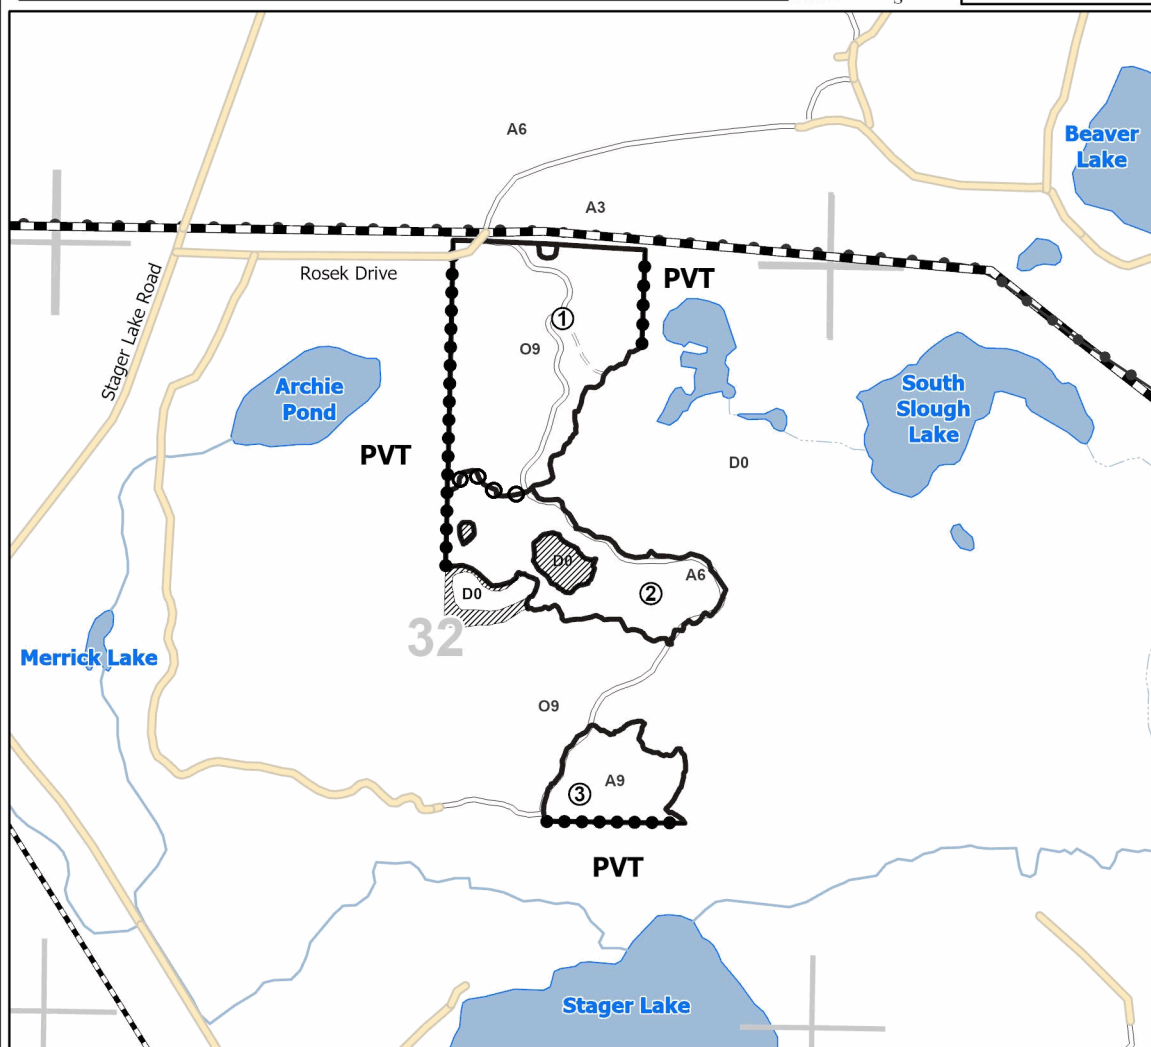 A6
Beaver
Lake
A3
Rosek Drive
PVT
Stager Lake Road
1
O9
Archie
Pond
South
Slough
Lake
PVT
D0
D0
A6
D0
2
32
Merrick Lake
O9
A9
3
PVT
Stager Lake